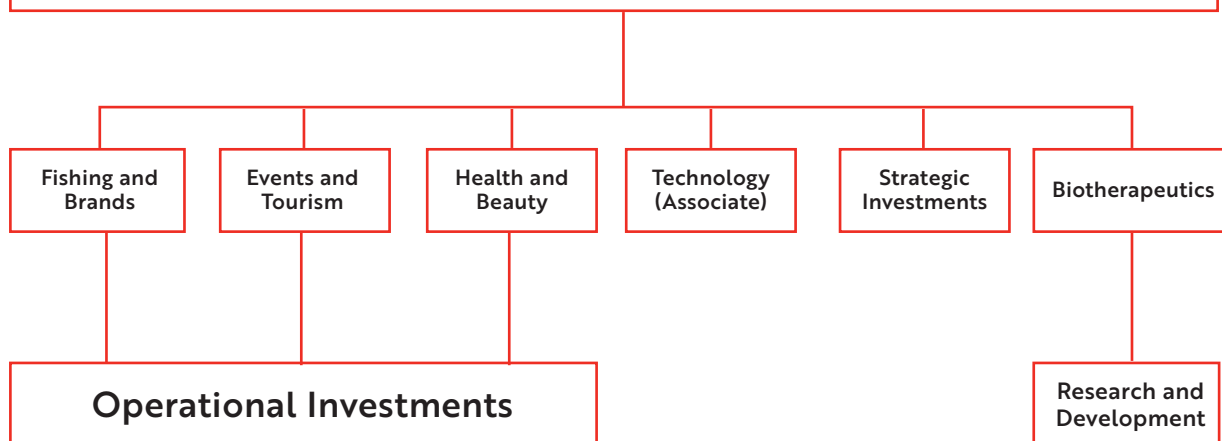 Fishing and
Brands
Events and
Tourism
Health and
Beauty
Technology
(Associate)
Strategic
Investments
Biotherapeutics
Operational Investments
Research and
Development